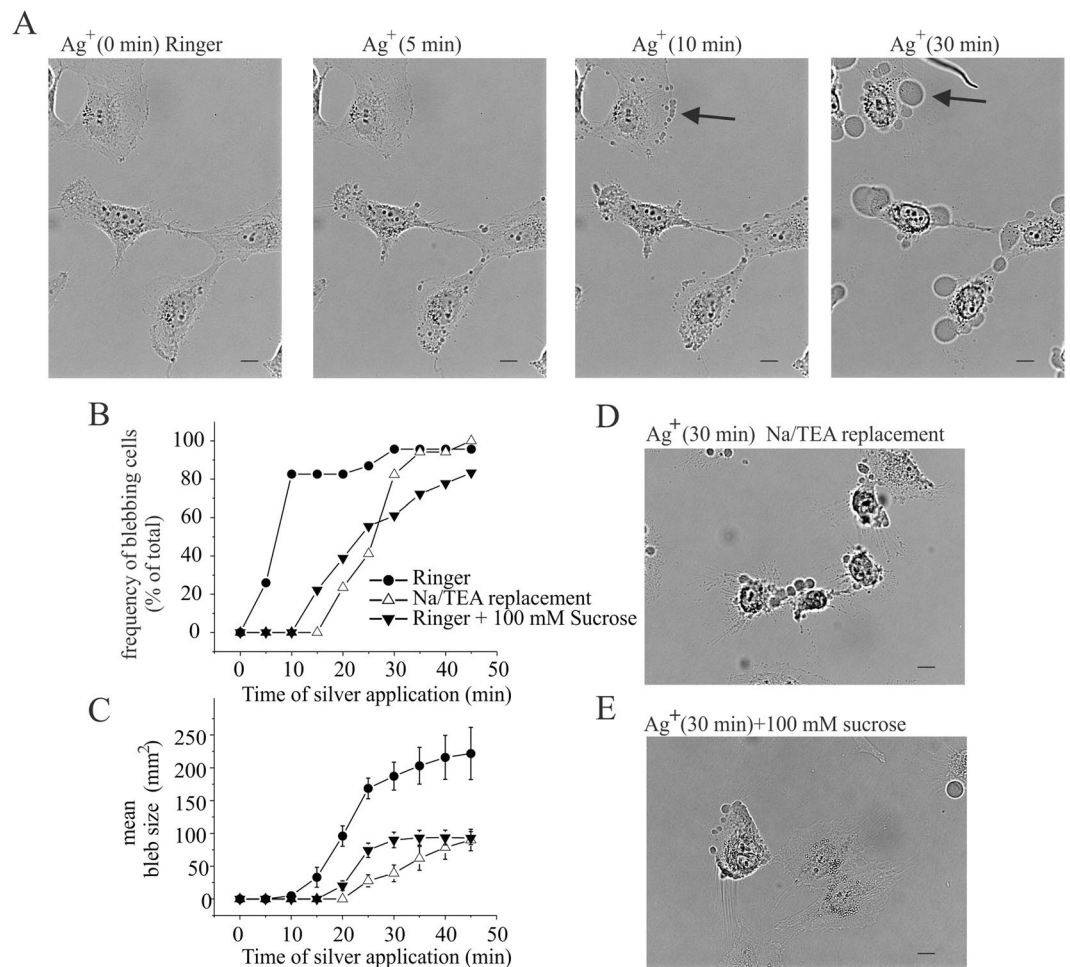 A
Ag+ (0 min) Ringer
Ag+ (5 min)
Ag+ (10 min)
Ag+ (30 min)
B
frequency of blebbing cells
(% of total)
100
80
60
40
20
0
Ringer
Na/TEA replacement
Ringer + 100 mM Sucrose
0 10 20 30 40 50
Time of silver application (min)
C
mean
bleb size (mm2)
250
200
150
100
50
0
0 10 20 30 40 50
Time of silver application (min)
D
Ag+ (30 min) Na/TEA replacement
E
Ag+ (30 min)+100 mM sucrose